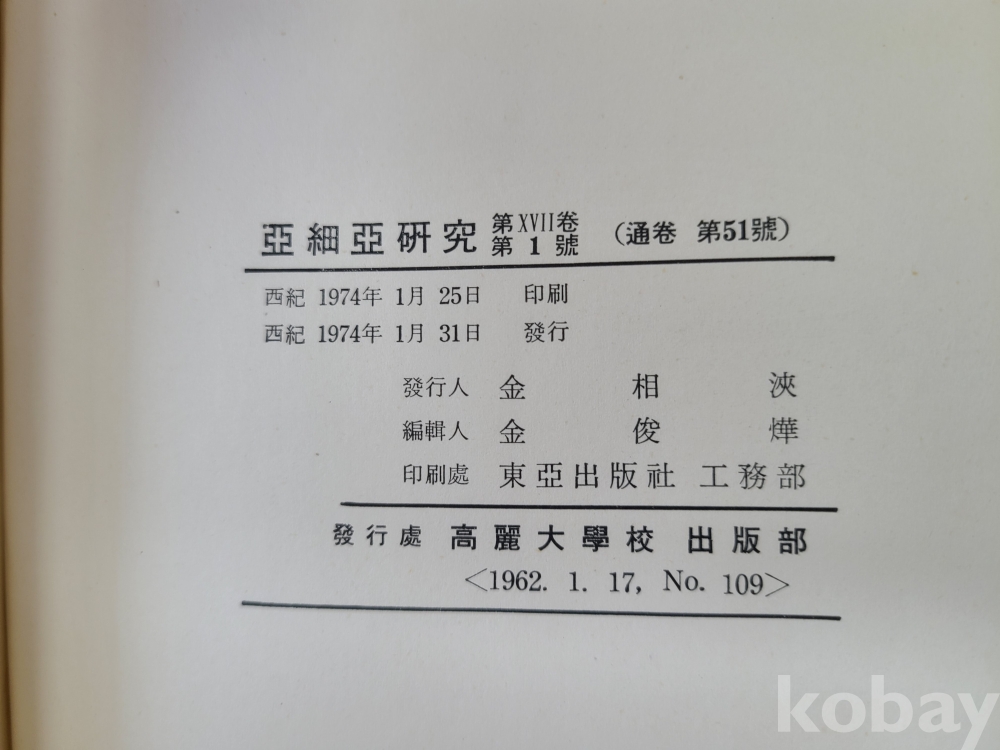 亞細亞硏究 第XVII卷 第1號 (通卷 第51號)
西紀 1974年 1月 25日 印刷
西紀 1974年 1月 31日 發行
發行人 金相浹
編輯人 金俊燁
印刷處 東亞出版社 工務部
發行處 高麗大學校 出版部
<1962. 1. 17, No. 109>
kobay